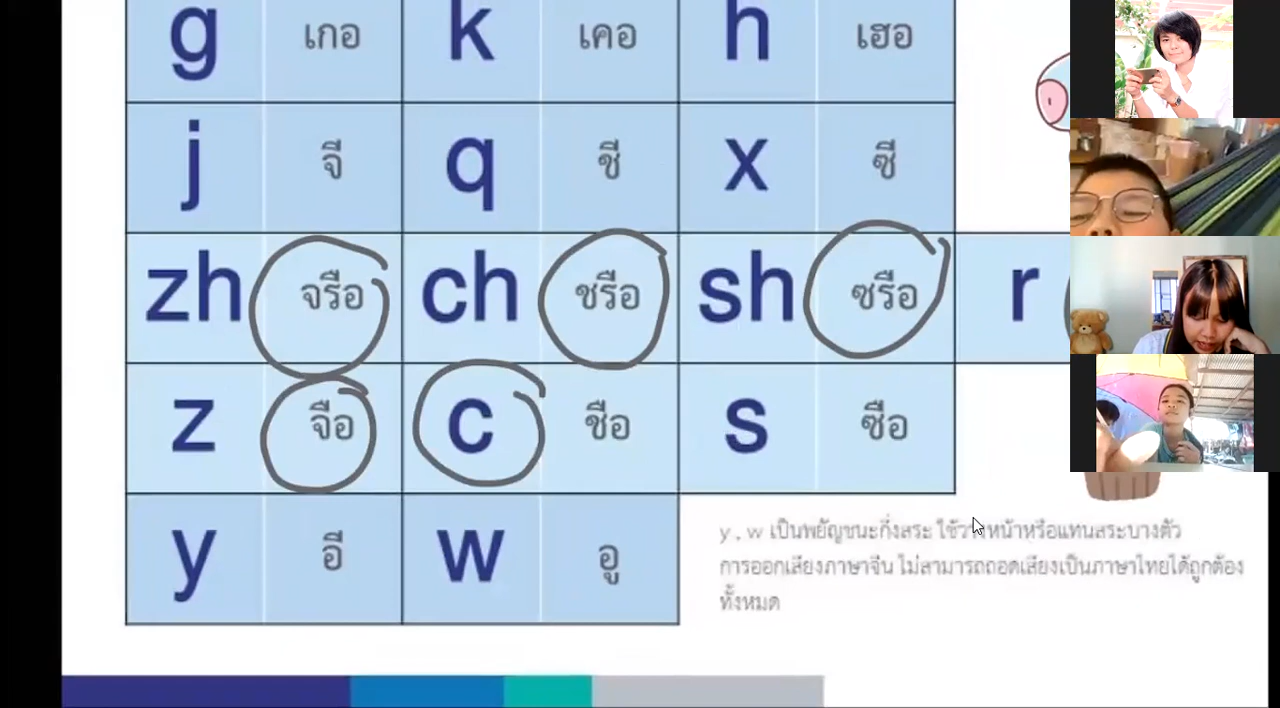 g เกอ k เคอ h เฮอ
j จี q ชี x ซี
zh จรือ ch ชรือ sh ซรือ r
z จือ c ชือ s ซือ
y อี w อู
y , w เป็นพยัญชนะกึ่งสระ ใช้วางหน้าหรือแทนสระบางตัว
การออกเสียงภาษาจีน ไม่สามารถถอดเสียงเป็นภาษาไทยได้ถูกต้อง
ทั้งหมด